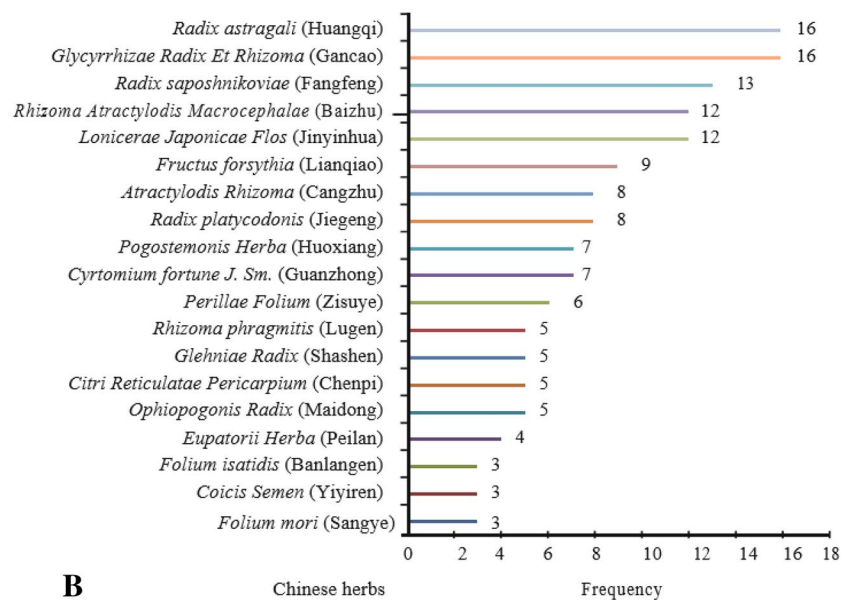 Radix astragali (Huangqi) 16
Glycyrrhizae Radix Et Rhizoma (Gancao) 16
Radix saposhnikoviae (Fangfeng) 13
Rhizoma Atractylodis Macrocephalae (Baizhu) 12
Lonicerae Japonicae Flos (Jinyinhua) 12
Fructus forsythia (Lianqiao) 9
Atractylodis Rhizoma (Cangzhu) 8
Radix platycodonis (Jiegeng) 8
Pogostemonis Herba (Huoxiang) 7
Cyrtomium fortune J. Sm. (Guanzhong) 7
Perillae Folium (Zisuye) 6
Rhizoma phragmitis (Lugen) 5
Glehniae Radix (Shashen) 5
Citri Reticulatae Pericarpium (Chenpi) 5
Ophiopogonis Radix (Maidong) 5
Eupatorii Herba (Peilan) 4
Folium isatidis (Banlangen) 3
Coicis Semen (Yiyiren) 3
Folium mori (Sangye) 3
0 2 4 6 8 10 12 14 16 18
B Chinese herbs Frequency